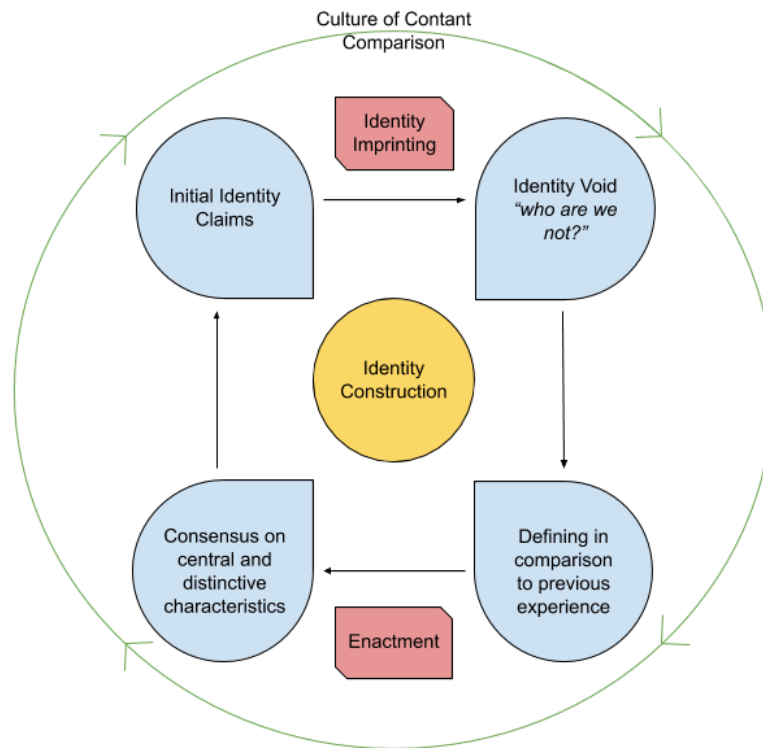 Culture of Contant
Comparison
Identity
Imprinting
Initial Identity
Claims
Identity Void
“who are we
not?”
Identity
Construction
Consensus on
central and
distinctive
characteristics
Defining in
comparison
to previous
experience
Enactment